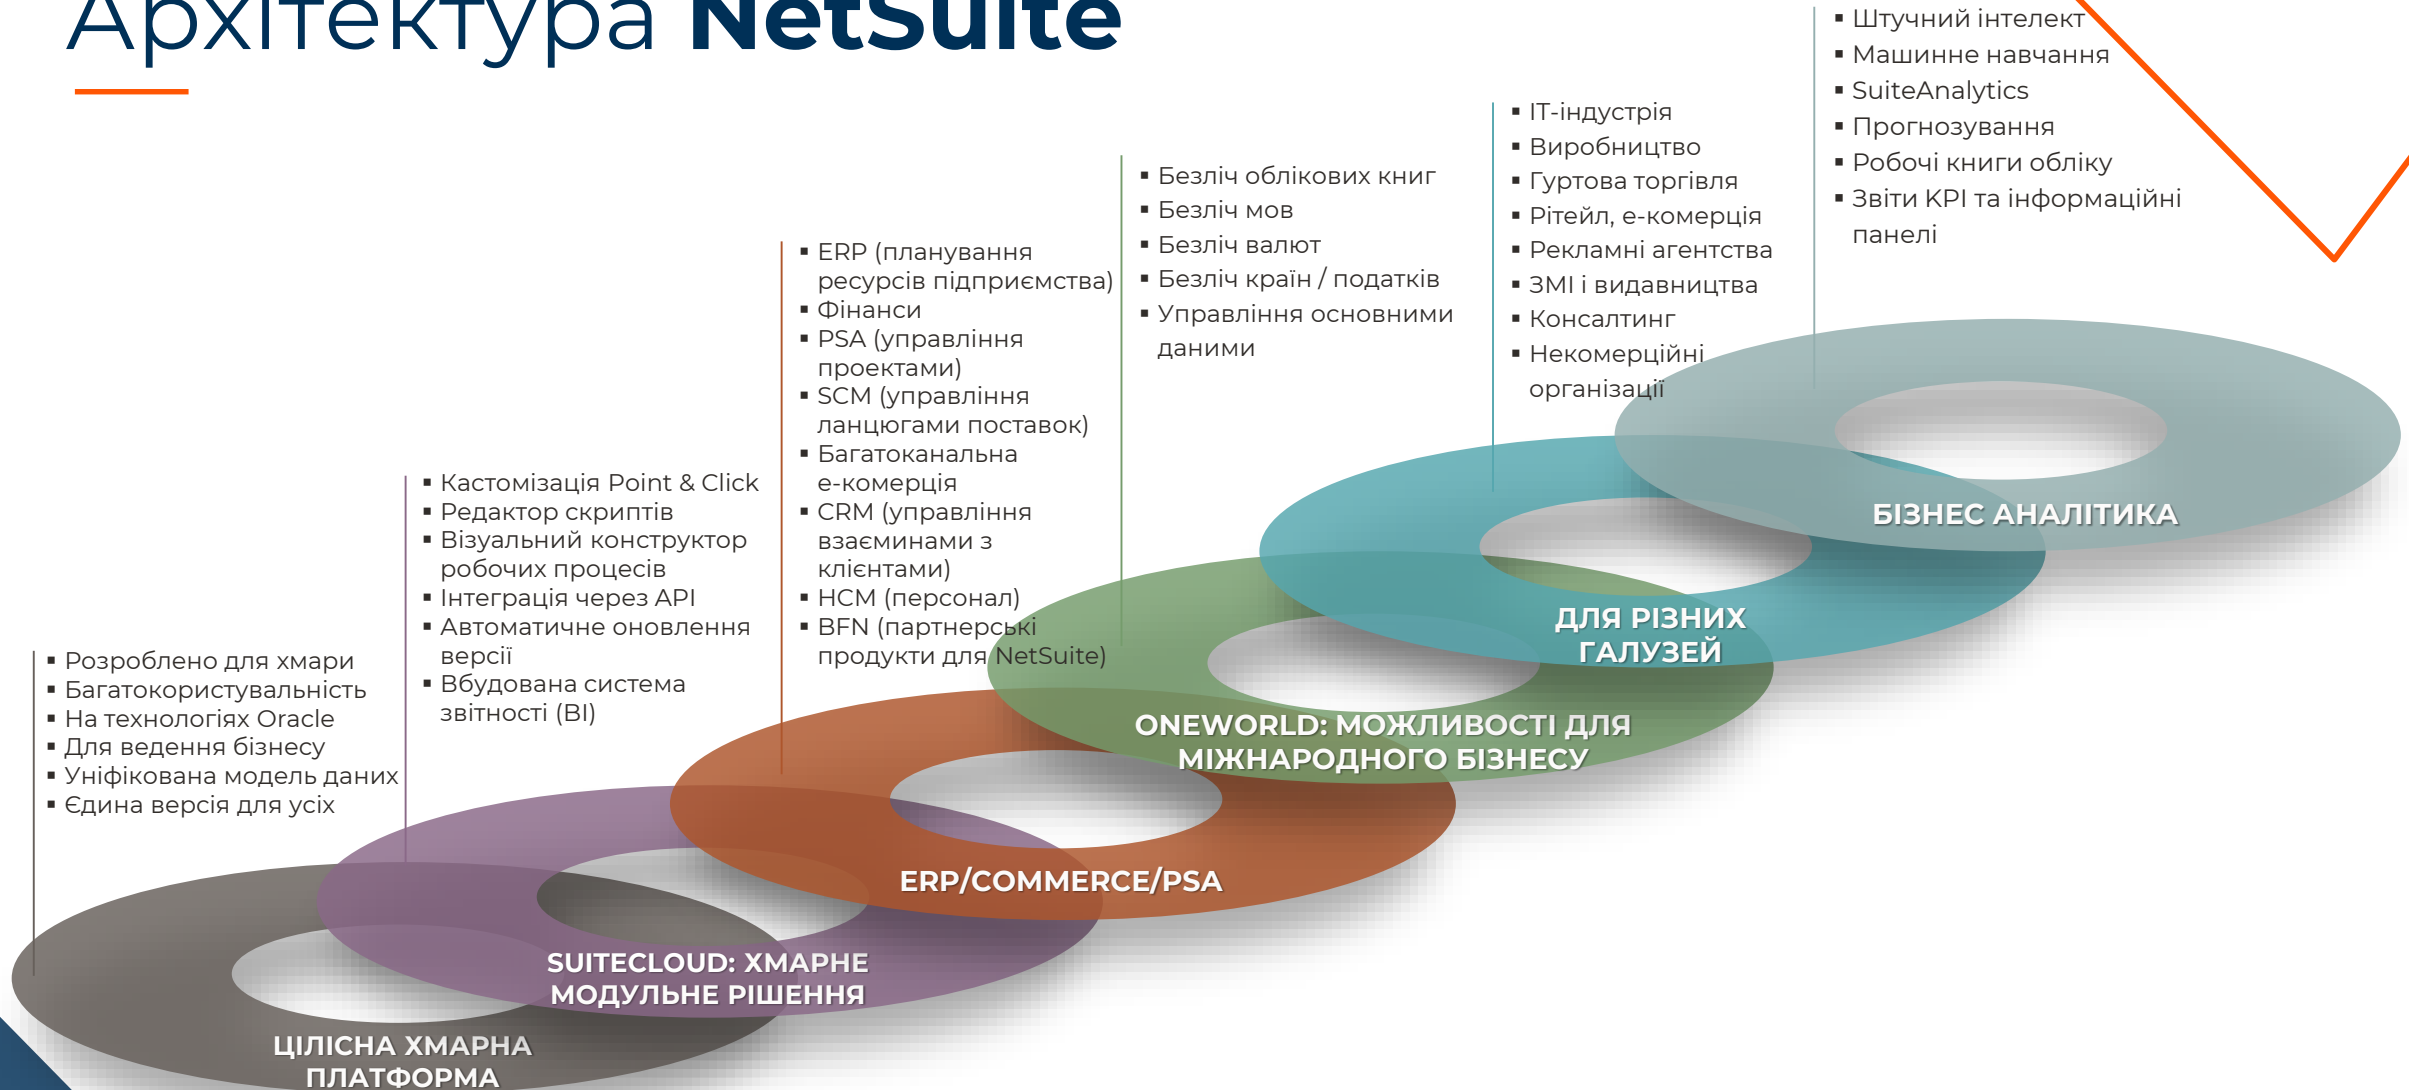 Архітектура NetSuite
▪ Розроблено для хмари
▪ Багатокористувальність
▪ На технологіях Oracle
▪ Для ведення бізнесу
▪ Уніфікована модель даних
▪ Єдина версія для усіх
ЦІЛІСНА ХМАРНА
ПЛАТФОРМА
▪ Кастомізація Point & Click
▪ Редактор скриптів
▪ Візуальний конструктор
робочих процесів
▪ Інтеграція через API
▪ Автоматичне оновлення
версії
▪ Вбудована система
звітності (BI)
SUITECLOUD: ХМАРНЕ
МОДУЛЬНЕ РІШЕННЯ
▪ ERP (планування
ресурсів підприємства)
▪ Фінанси
▪ PSA (управління
проектами)
▪ SCM (управління
ланцюгами поставок)
▪ Багатоканальна
е-комерція
▪ CRM (управління
взаєминами з
клієнтами)
▪ HCM (персонал)
▪ BFN (партнерські
продукти для NetSuite)
ERP/COMMERCE/PSA
▪ Безліч облікових книг
▪ Безліч мов
▪ Безліч валют
▪ Безліч країн / податків
▪ Управління основними
даними
ONEWORLD: МОЖЛИВОСТІ ДЛЯ
МІЖНАРОДНОГО БІЗНЕСУ
▪ ІТ-індустрія
▪ Виробництво
▪ Гуртова торгівля
▪ Рітейл, е-комерція
▪ Рекламні агентства
▪ ЗМІ і видавництва
▪ Консалтинг
▪ Некомерційні
організації
ДЛЯ РІЗНИХ
ГАЛУЗЕЙ
▪ Штучний інтелект
▪ Машинне навчання
▪ SuiteAnalytics
▪ Прогнозування
▪ Робочі книги обліку
▪ Звіти KPI та інформаційні
панелі
БІЗНЕС АНАЛІТИКА